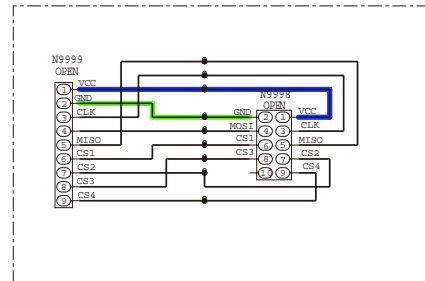 N9999
OPEN
1 VCC
2 GND
3 CLK
4
5 MISO
6 CS1
7 CS2
8 CS3
9 CS4
N9998
OPEN
GND 2 1 VCC
MOSI 4 3 CLK
CS1 6 5 MISO
CS3 8 7 CS2
10 9 CS4